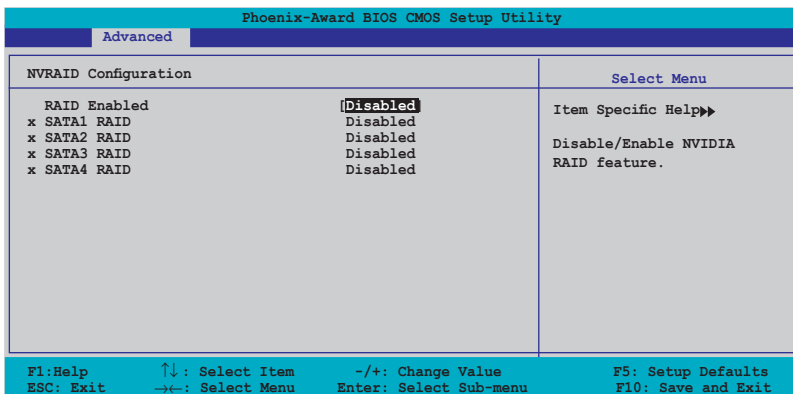 Phoenix-Award BIOS CMOS Setup Utility
Advanced
NVRAID Configuration
Select Menu
RAID Enabled [Disabled]
x SATA1 RAID Disabled
x SATA2 RAID Disabled
x SATA3 RAID Disabled
x SATA4 RAID Disabled
Item Specific Help▶▶
Disable/Enable NVIDIA
RAID feature.
F1:Help ↑↓: Select Item -/+: Change Value F5: Setup Defaults
ESC: Exit →←: Select Menu Enter: Select Sub-menu F10: Save and Exit